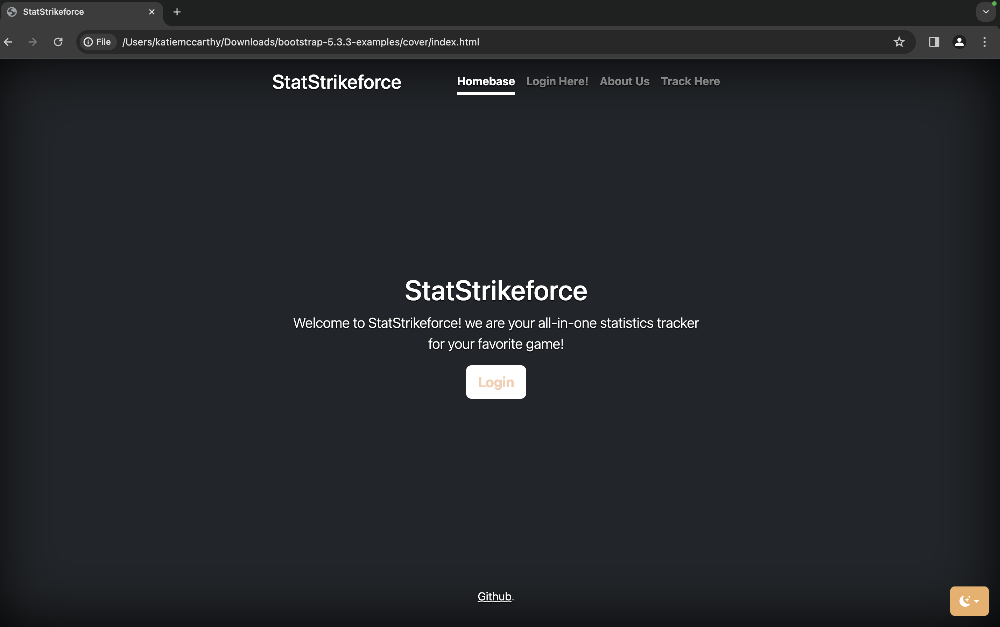 StatStrikeforce
File /Users/katiemccarthy/Downloads/bootstrap-5.3.3-examples/cover/index.html
StatStrikeforce Homebase Login Here! About Us Track Here
StatStrikeforce
Welcome to StatStrikeforce! we are your all-in-one statistics tracker
for your favorite game!
Login
Github.